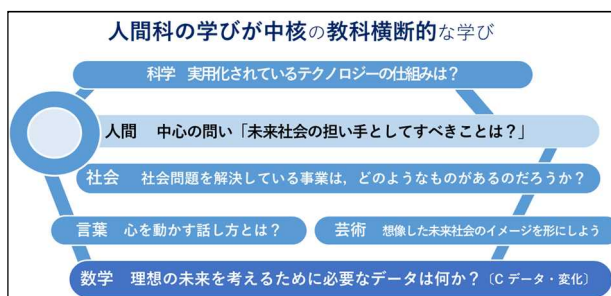 人間科の学びが中核の教科横断的な学び
科学 実用化されているテクノロジーの仕組みは？
人間 中心の問い「未来社会の担い手としてすべきことは？」
社会 社会問題を解決している事業は，どのようなものがあるのだろうか？
言葉 心を動かす話し方とは？
芸術 想像した未来社会のイメージを形にしよう
数学 理想の未来を考えるために必要なデータは何か？〔C データ・変化〕